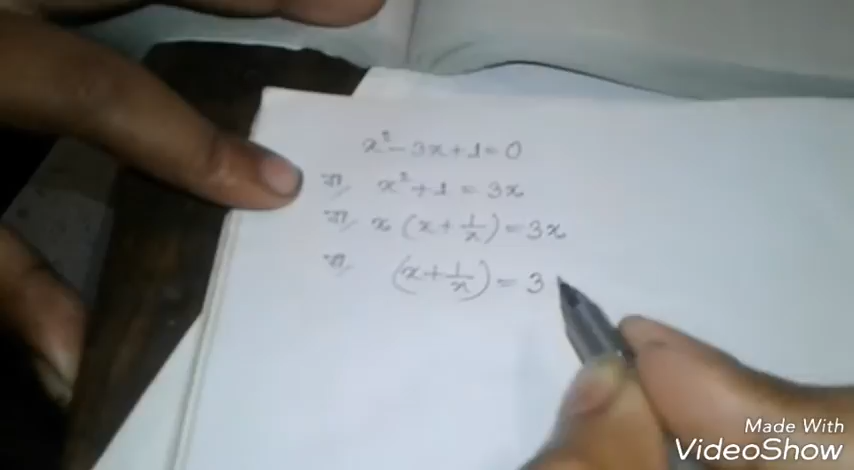 x² - 3x + 1 = 0
বা, x² + 1 = 3x
বা, x (x + 1/x) = 3x
বা, (x + 1/x) = 3
Made With
VideoShow